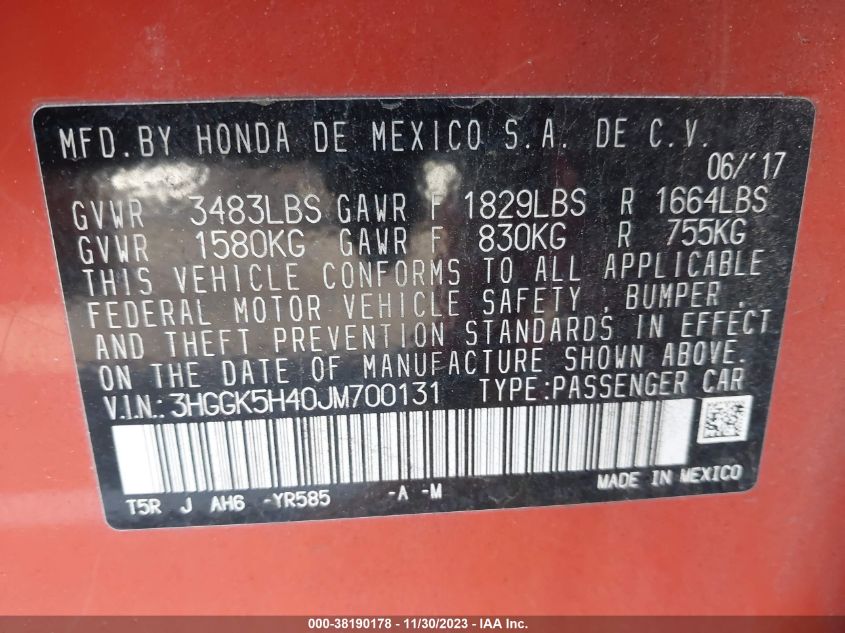 MFD.BY HONDA DE MEXICO S.A. DE C.V.
06/'17
GVWR 3483LBS GAWR F 1829LBS R 1664LBS
GVWR 1580KG GAWR F 830KG R 755KG
THIS VEHICLE CONFORMS TO ALL APPLICABLE
FEDERAL MOTOR VEHICLE SAFETY , BUMPER ,
AND THEFT PREVENTION STANDARDS IN EFFECT
ON THE DATE OF MANUFACTURE SHOWN ABOVE.
V.I.N.: 3HGGK5H40JM700131 TYPE:PASSENGER CAR
T5R J AH6 -YR585 -A -M MADE IN MEXICO
000-38190178 - 11/30/2023 - IAA Inc.